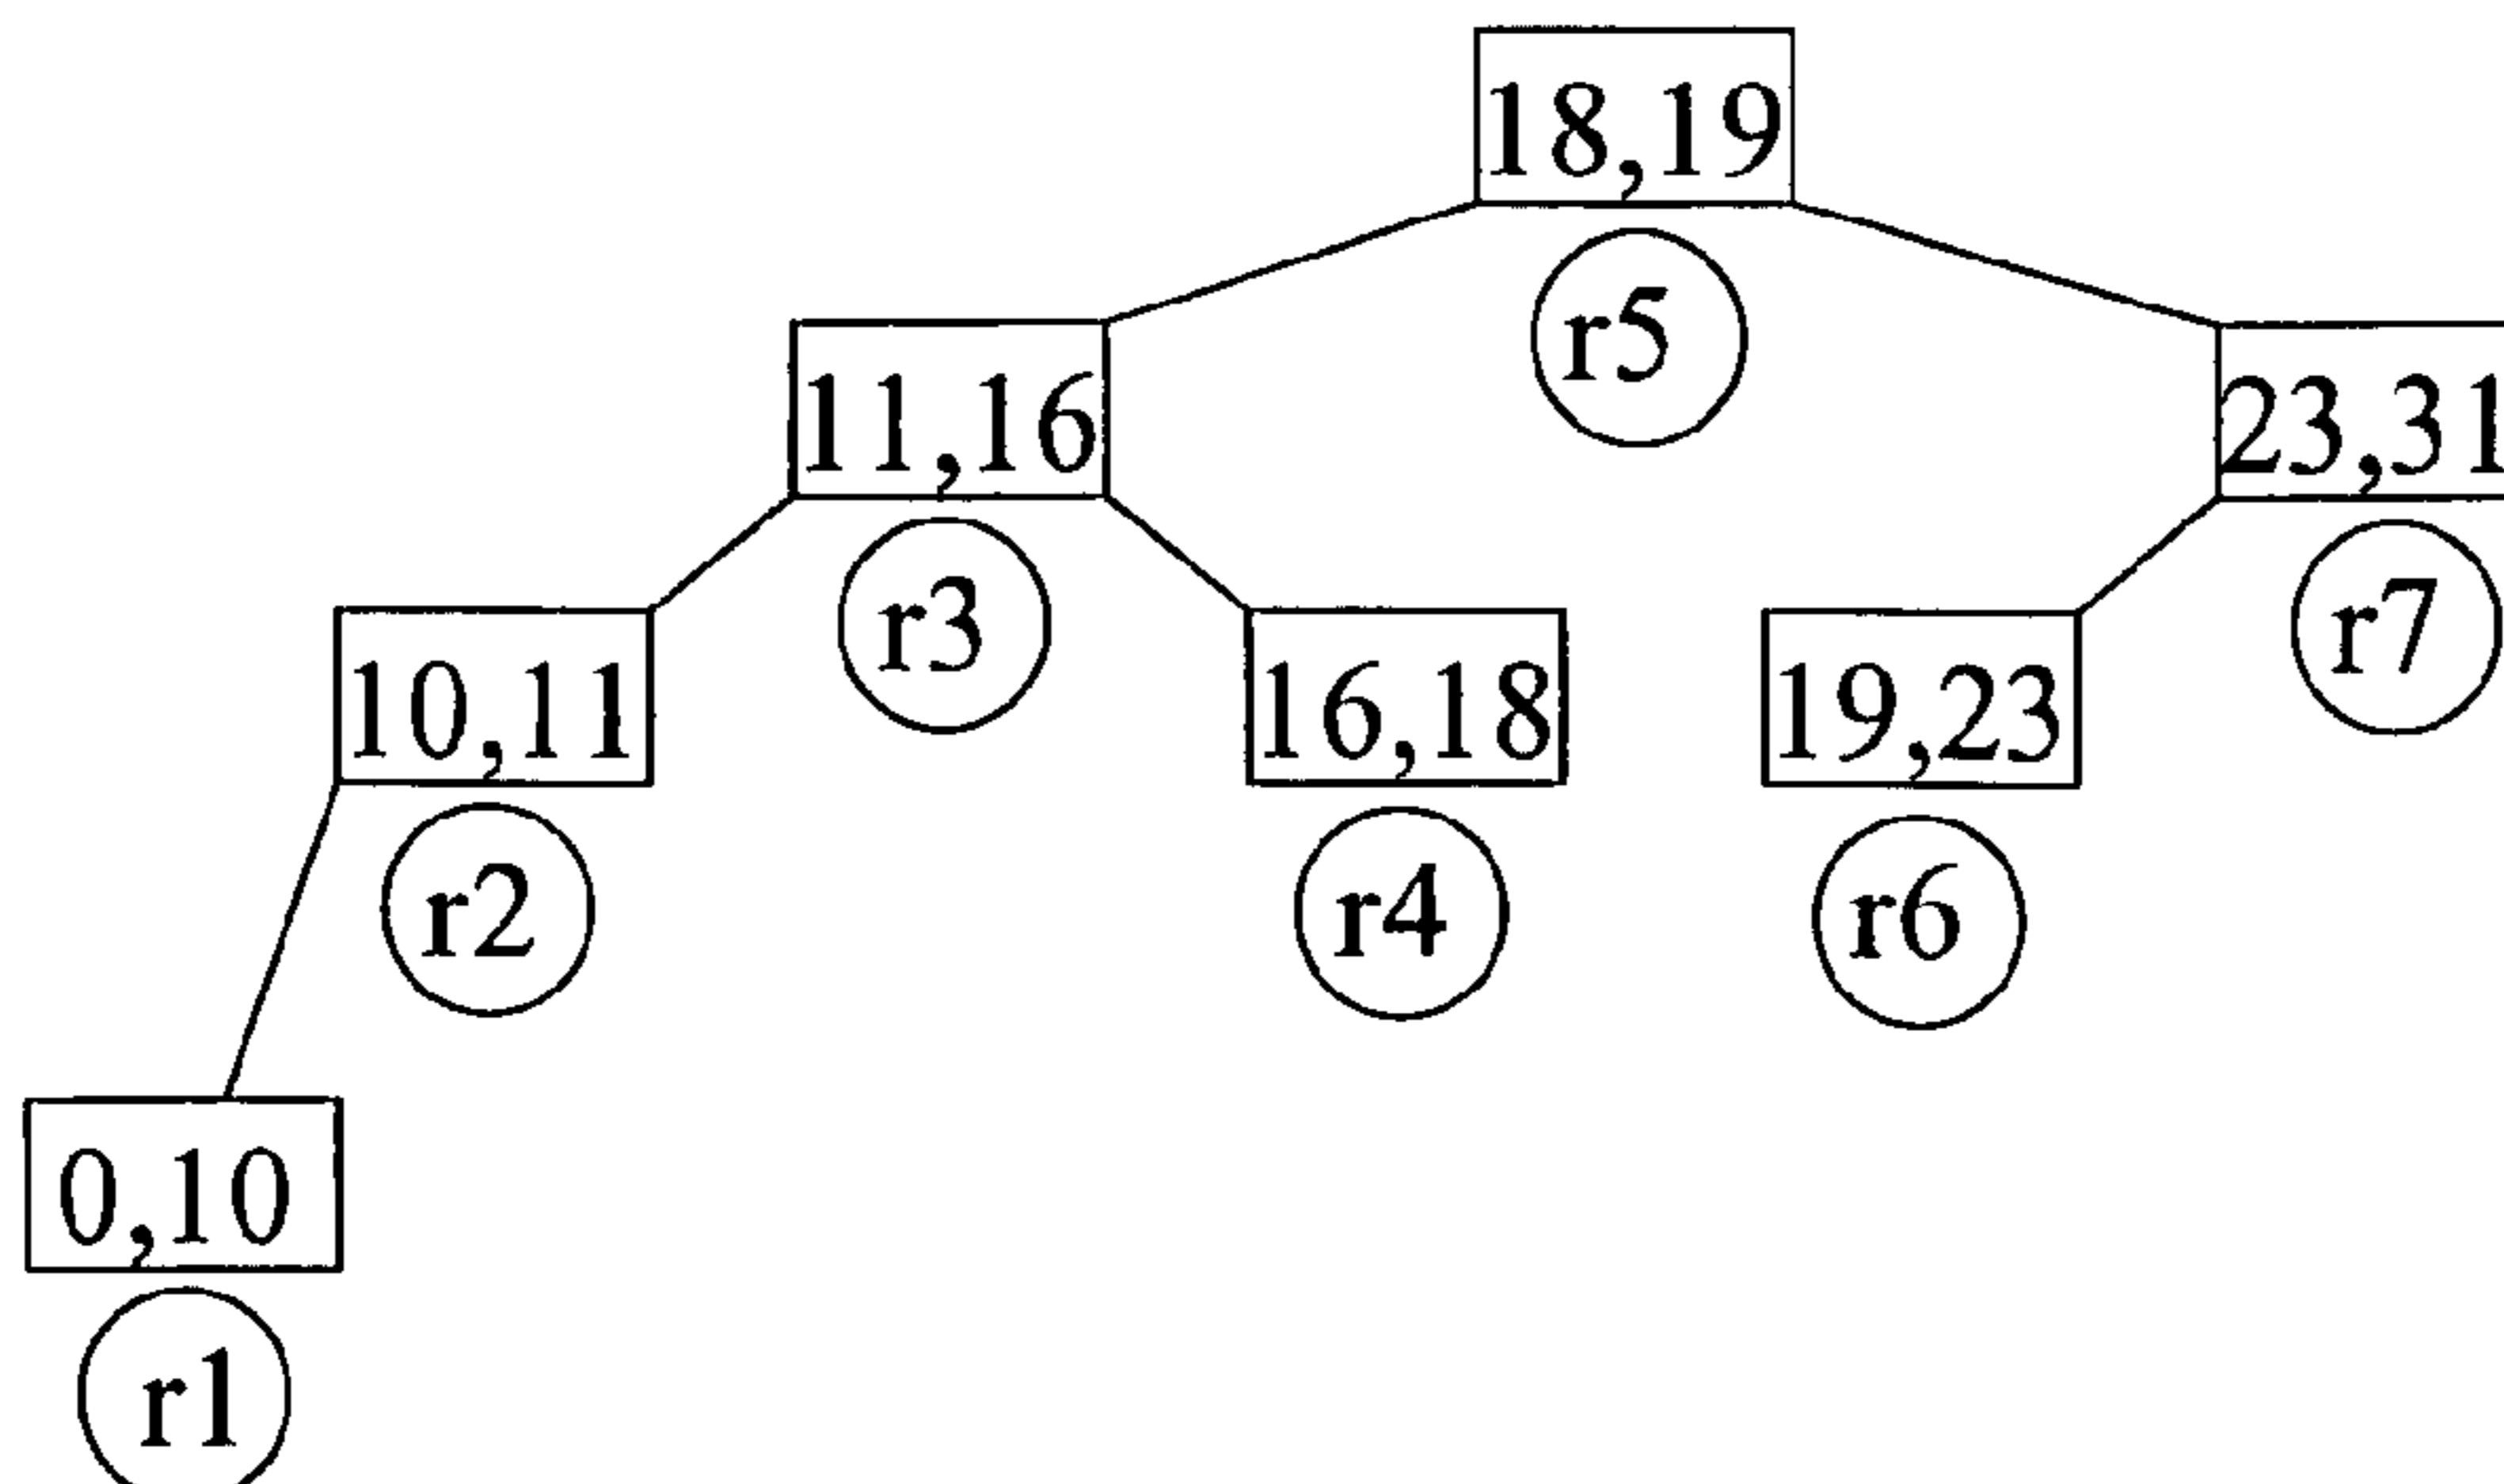 18,19
r5
11,16
23,31
r3
r7
10,11
16,18
19,23
r2
r4
r6
0,10
r1